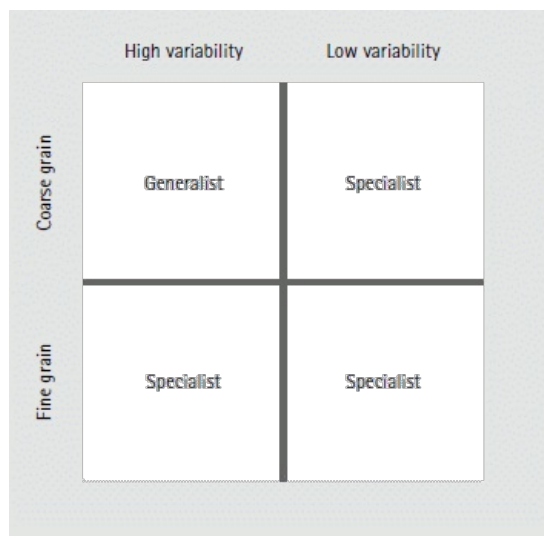 High variability Low variability
Coarse grain
Generalist Specialist
Fine grain
Specialist Specialist